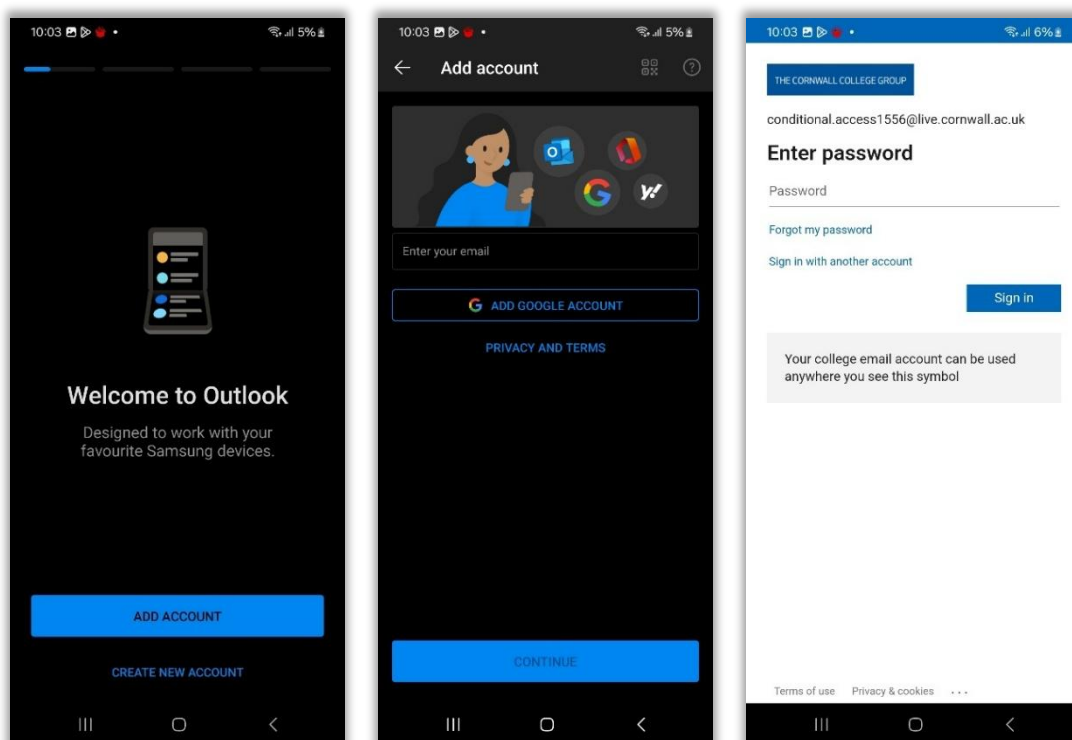 10:03
5%
Welcome to Outlook
Designed to work with your
favourite Samsung devices.
ADD ACCOUNT
CREATE NEW ACCOUNT
10:03
5%
Add account
Enter your email
G ADD GOOGLE ACCOUNT
PRIVACY AND TERMS
CONTINUE
10:03
6%
THE CORNWALL COLLEGE GROUP
conditional.access1556@live.cornwall.ac.uk
Enter password
Password
Forgot my password
Sign in with another account
Sign in
Your college email account can be used
anywhere you see this symbol
Terms of use Privacy & cookies ...